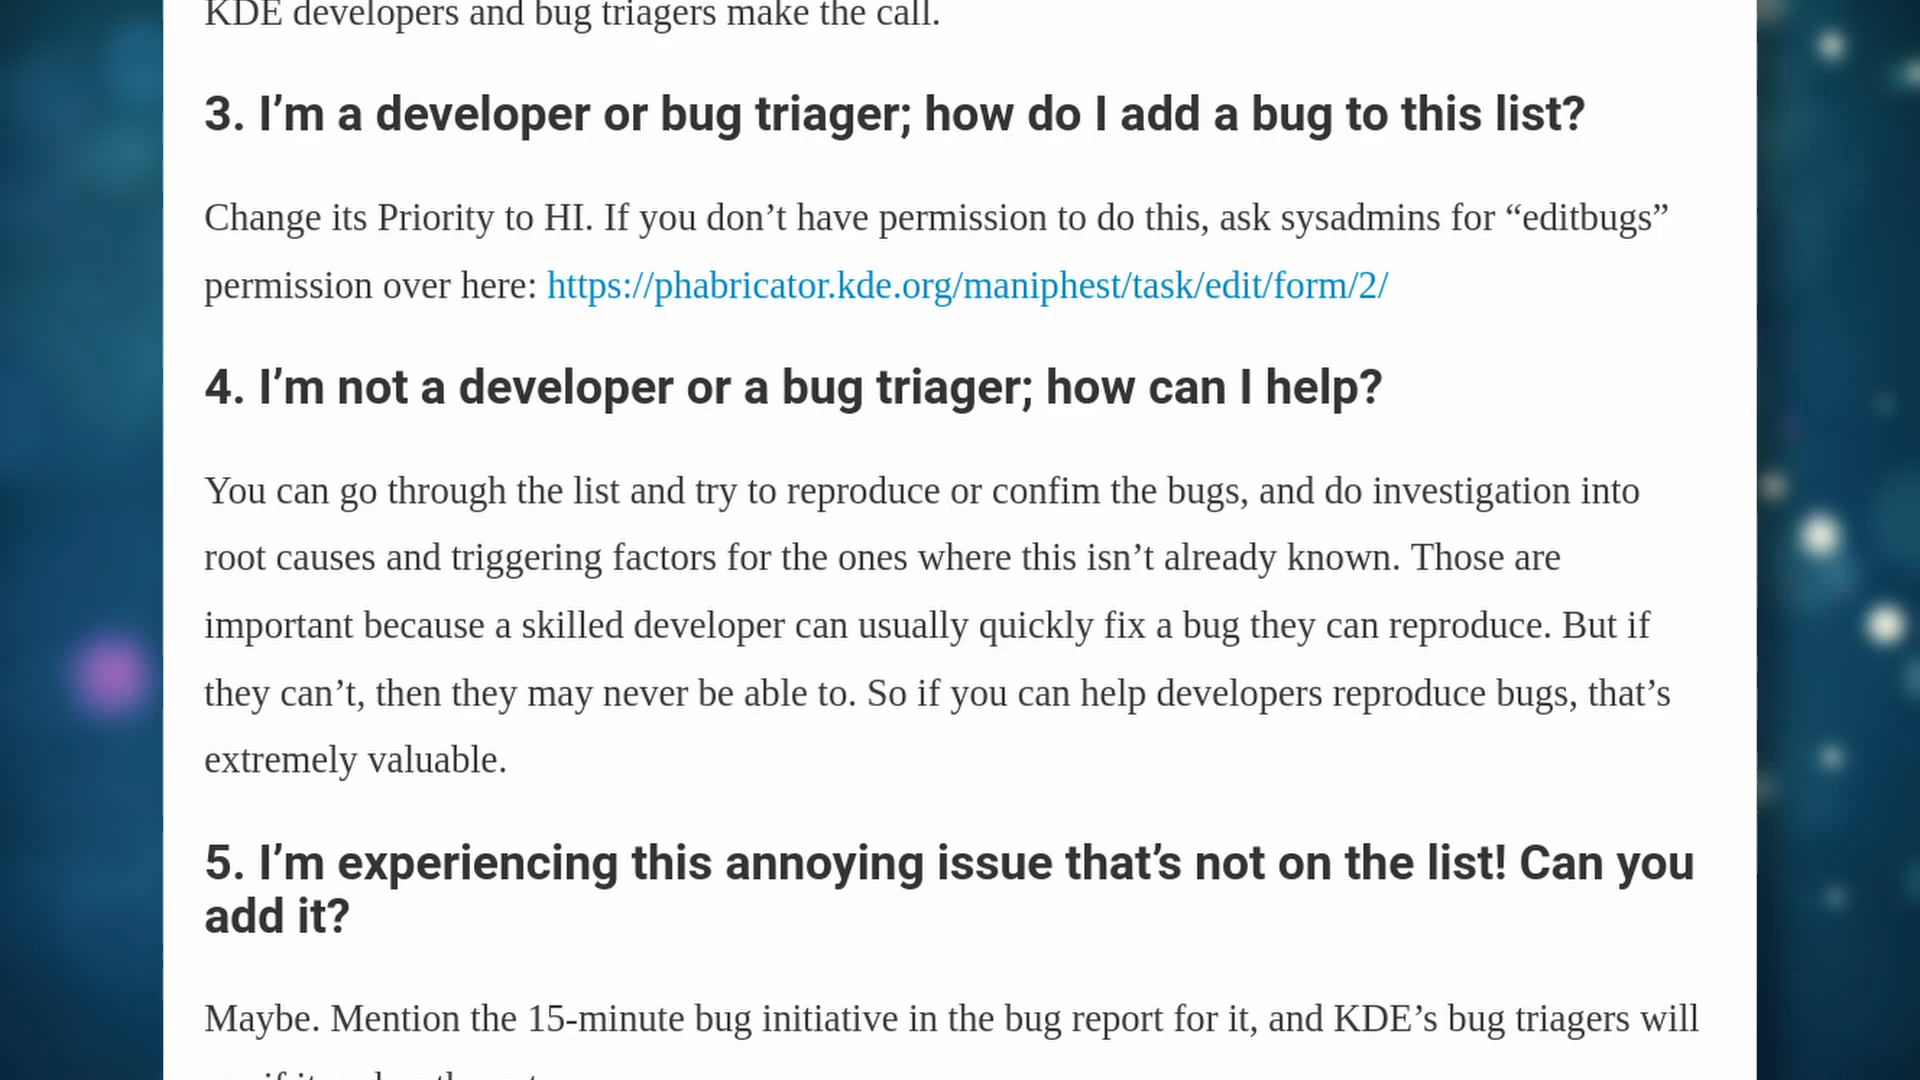 KDE developers and bug triagers make the call.
3. I’m a developer or bug triager; how do I add a bug to this list?
Change its Priority to HI. If you don’t have permission to do this, ask sysadmins for “editbugs”
permission over here: https://phabricator.kde.org/maniphest/task/edit/form/2/
4. I’m not a developer or a bug triager; how can I help?
You can go through the list and try to reproduce or confim the bugs, and do investigation into
root causes and triggering factors for the ones where this isn’t already known. Those are
important because a skilled developer can usually quickly fix a bug they can reproduce. But if
they can’t, then they may never be able to. So if you can help developers reproduce bugs, that’s
extremely valuable.
5. I’m experiencing this annoying issue that’s not on the list! Can you
add it?
Maybe. Mention the 15-minute bug initiative in the bug report for it, and KDE’s bug triagers will